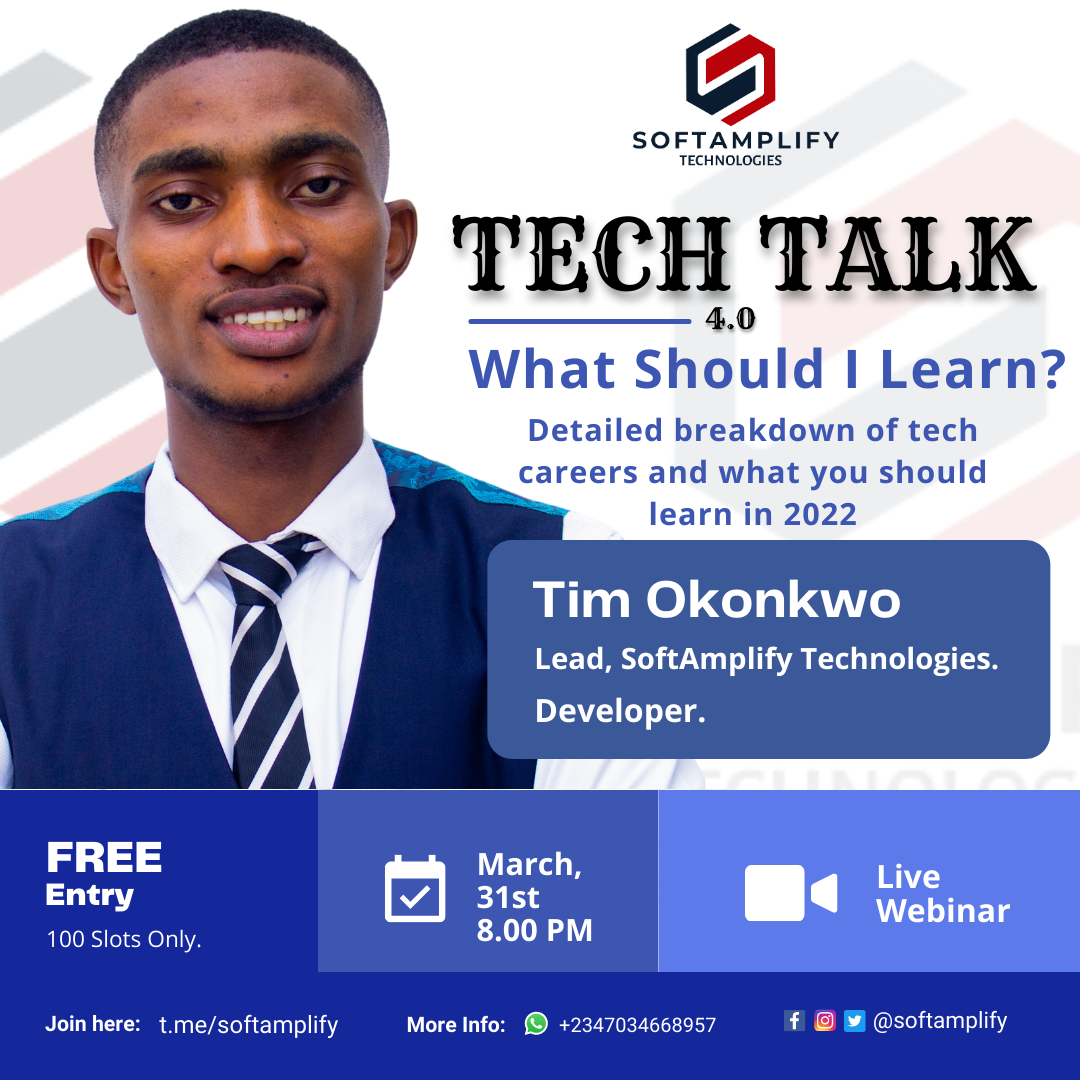 SOFTAMPLIFY
TECHNOLOGIES
TECH TALK
4.0
What Should I Learn?
Detailed breakdown of tech
careers and what you should
learn in 2022
Tim Okonkwo
Lead, SoftAmplify Technologies.
Developer.
FREE
Entry
100 Slots Only.
March,
31st
8.00 PM
Live
Webinar
Join here: t.me/softamplify
More Info: +2347034668957
@softamplify